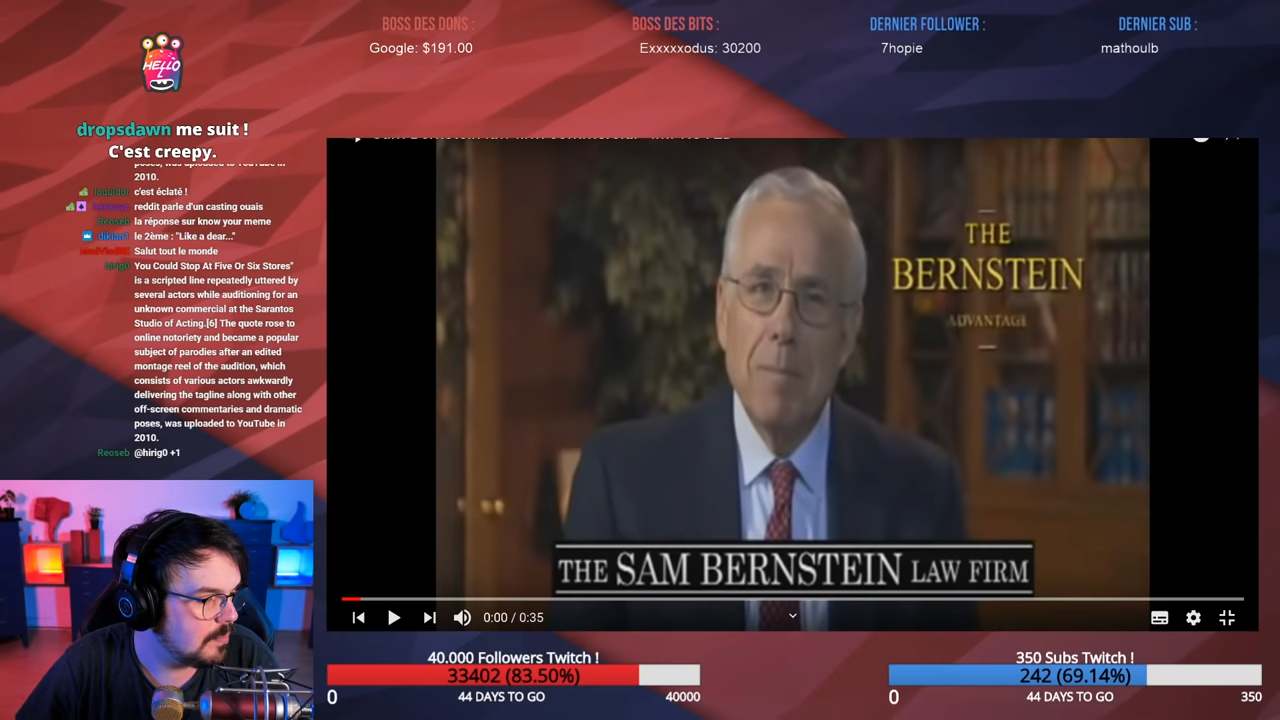 BOSS DES DONS :
Google: $191.00
BOSS DES BITS :
Exxxxxodus: 30200
DERNIER FOLLOWER :
7hopie
DERNIER SUB :
mathoulb
HELLO
dropsdawn me suit !
C'est creepy.
poses, was uploaded to YouTube in
2010.
c'est éclaté !
reddit parle d'un casting ouais
Reoseb la réponse sur know your meme
le 2ème : "Like a dear..."
Salut tout le monde
hirig0 You Could Stop At Five Or Six Stores"
is a scripted line repeatedly uttered by
several actors while auditioning for an
unknown commercial at the Sarantos
Studio of Acting.[6] The quote rose to
online notoriety and became a popular
subject of parodies after an edited
montage reel of the audition, which
consists of various actors awkwardly
delivering the tagline along with other
off-screen commentaries and dramatic
poses, was uploaded to YouTube in
2010.
Reoseb @hirig0 +1
THE
BERNSTEIN
ADVANTAGE
THE SAM BERNSTEIN LAW FIRM
0:00 / 0:35
40.000 Followers Twitch !
33402 (83.50%)
0 44 DAYS TO GO 40000
350 Subs Twitch !
242 (69.14%)
0 44 DAYS TO GO 350